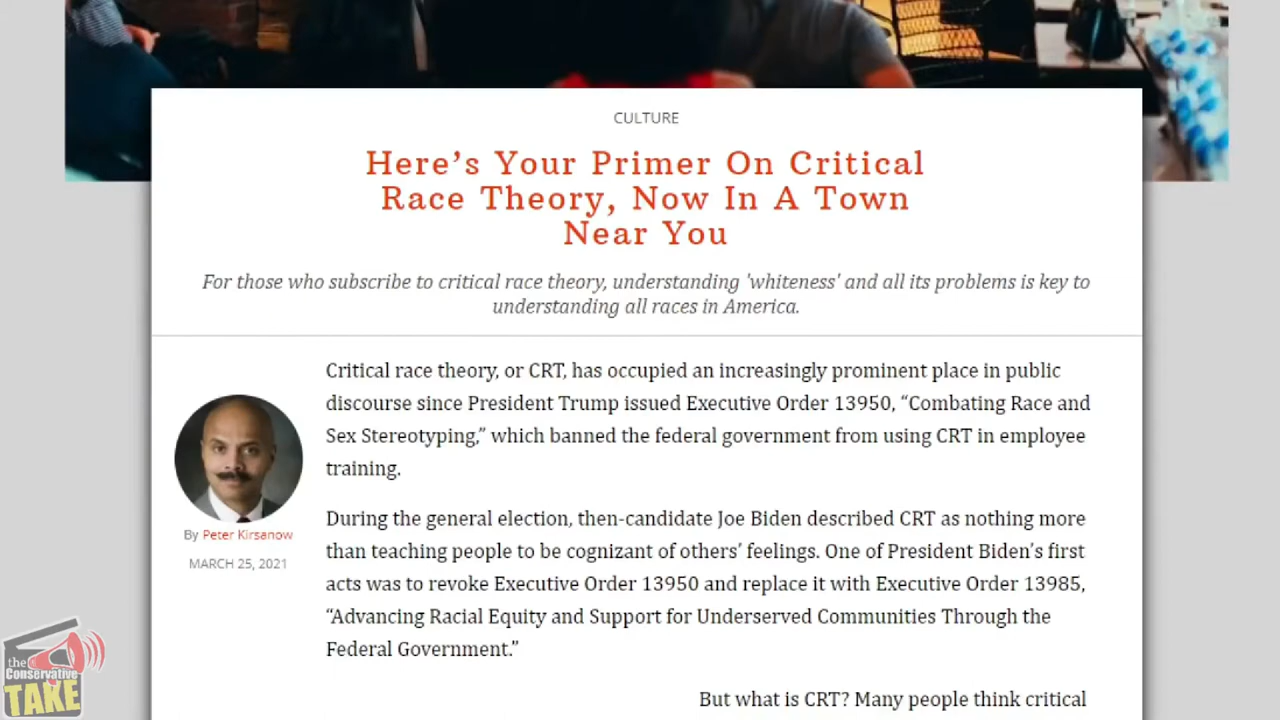 CULTURE
Here's Your Primer On Critical
Race Theory, Now In A Town
Near You
For those who subscribe to critical race theory, understanding 'whiteness' and all its problems is key to
understanding all races in America.
Critical race theory, or CRT, has occupied an increasingly prominent place in public
discourse since President Trump issued Executive Order 13950, “Combating Race and
Sex Stereotyping,” which banned the federal government from using CRT in employee
training.
By Peter Kirsanow
MARCH 25, 2021
During the general election, then-candidate Joe Biden described CRT as nothing more
than teaching people to be cognizant of others’ feelings. One of President Biden’s first
acts was to revoke Executive Order 13950 and replace it with Executive Order 13985,
“Advancing Racial Equity and Support for Underserved Communities Through the
Federal Government.”
But what is CRT? Many people think critical
the
Conservative
TAKE